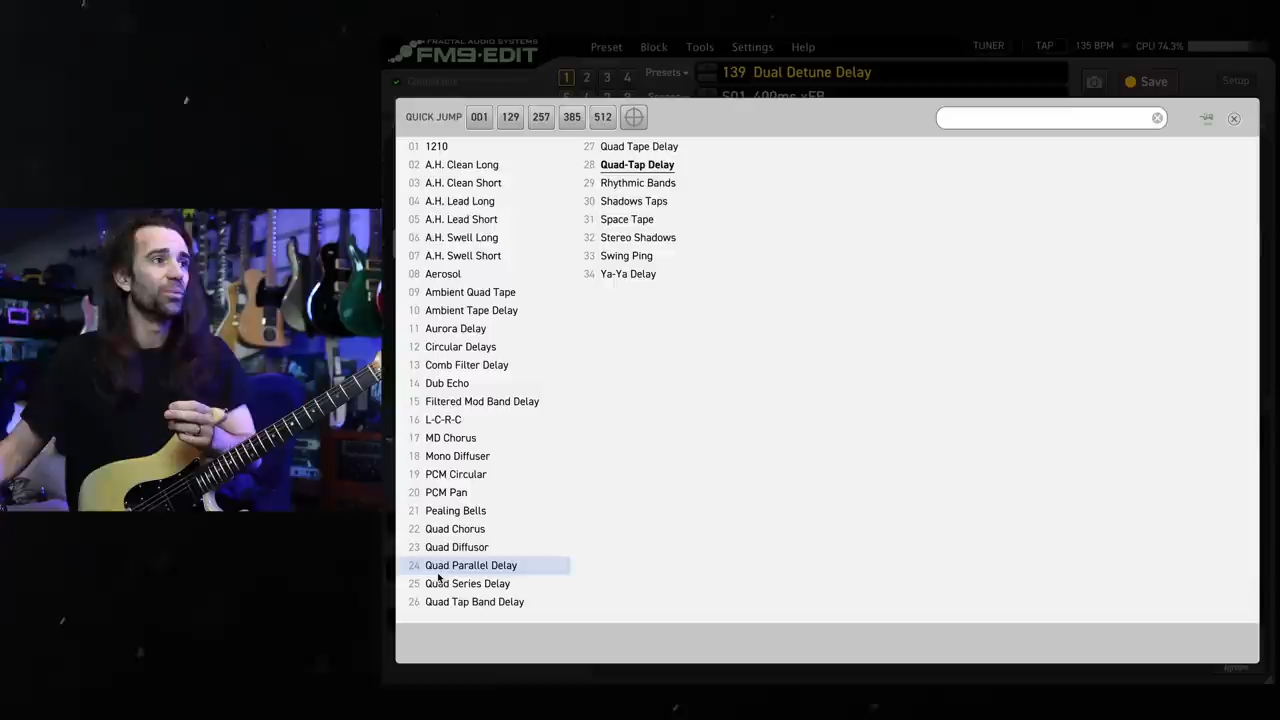 FRACTAL AUDIO SYSTEMS
FM9-EDIT
Preset Block Tools Settings Help
TUNER TAP 135 BPM CPU 74.3%
1 2 3 4 Presets 139 Dual Detune Delay Save Setup
QUICK JUMP 001 129 257 385 512
01 1210
02 A.H. Clean Long
03 A.H. Clean Short
04 A.H. Lead Long
05 A.H. Lead Short
06 A.H. Swell Long
07 A.H. Swell Short
08 Aerosol
09 Ambient Quad Tape
10 Ambient Tape Delay
11 Aurora Delay
12 Circular Delays
13 Comb Filter Delay
14 Dub Echo
15 Filtered Mod Band Delay
16 L-C-R-C
17 MD Chorus
18 Mono Diffuser
19 PCM Circular
20 PCM Pan
21 Pealing Bells
22 Quad Chorus
23 Quad Diffusor
24 Quad Parallel Delay
25 Quad Series Delay
26 Quad Tap Band Delay
27 Quad Tape Delay
28 Quad-Tap Delay
29 Rhythmic Bands
30 Shadows Taps
31 Space Tape
32 Stereo Shadows
33 Swing Ping
34 Ya-Ya Delay